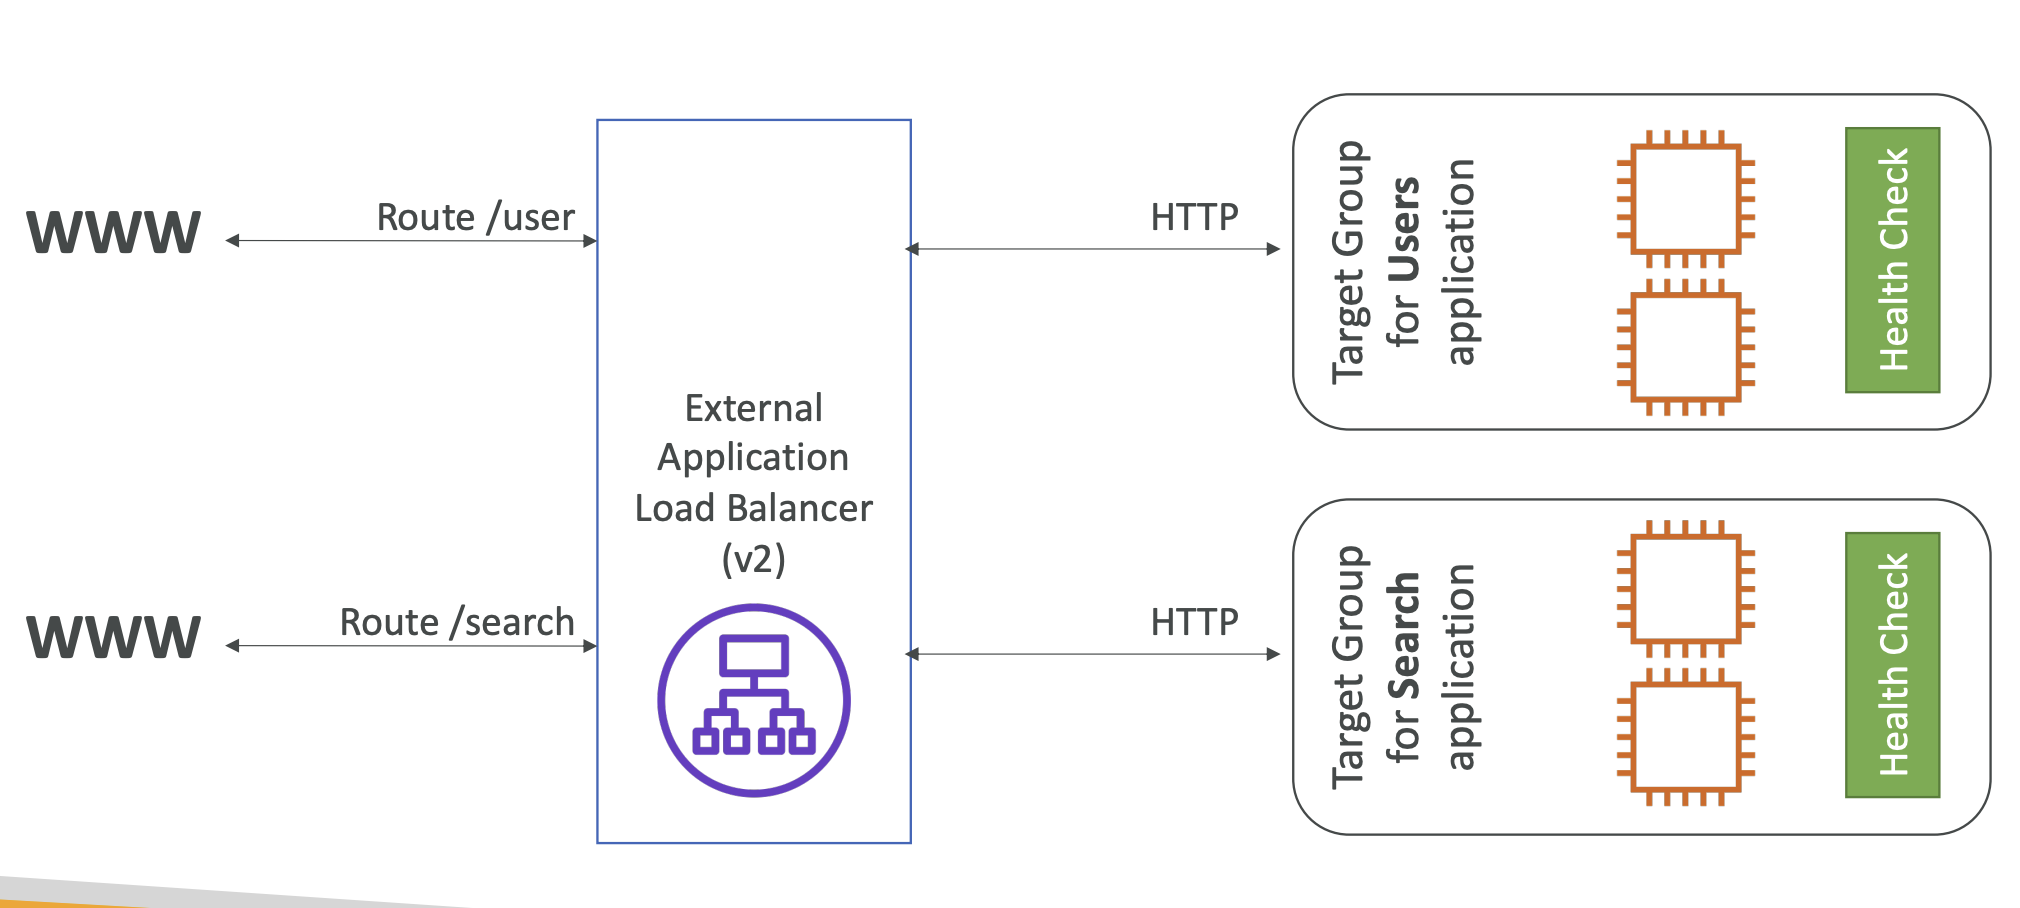 WWW
Route /user
HTTP
Target Group
for Users
application
Health Check
External
Application
Load Balancer
(v2)
WWW
Route /search
HTTP
Target Group
for Search
application
Health Check